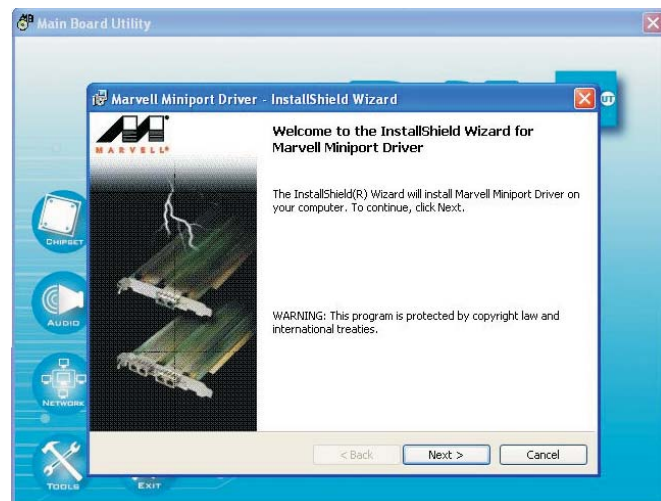 Main Board Utility
Marvell Miniport Driver - InstallShield Wizard
MARVELL®
Welcome to the InstallShield Wizard for
Marvell Miniport Driver
The InstallShield(R) Wizard will install Marvell Miniport Driver on
your computer. To continue, click Next.
WARNING: This program is protected by copyright law and
international treaties.
< Back
Next >
Cancel
CHIPSET
AUDIO
NETWORK
TOOLS
EXIT